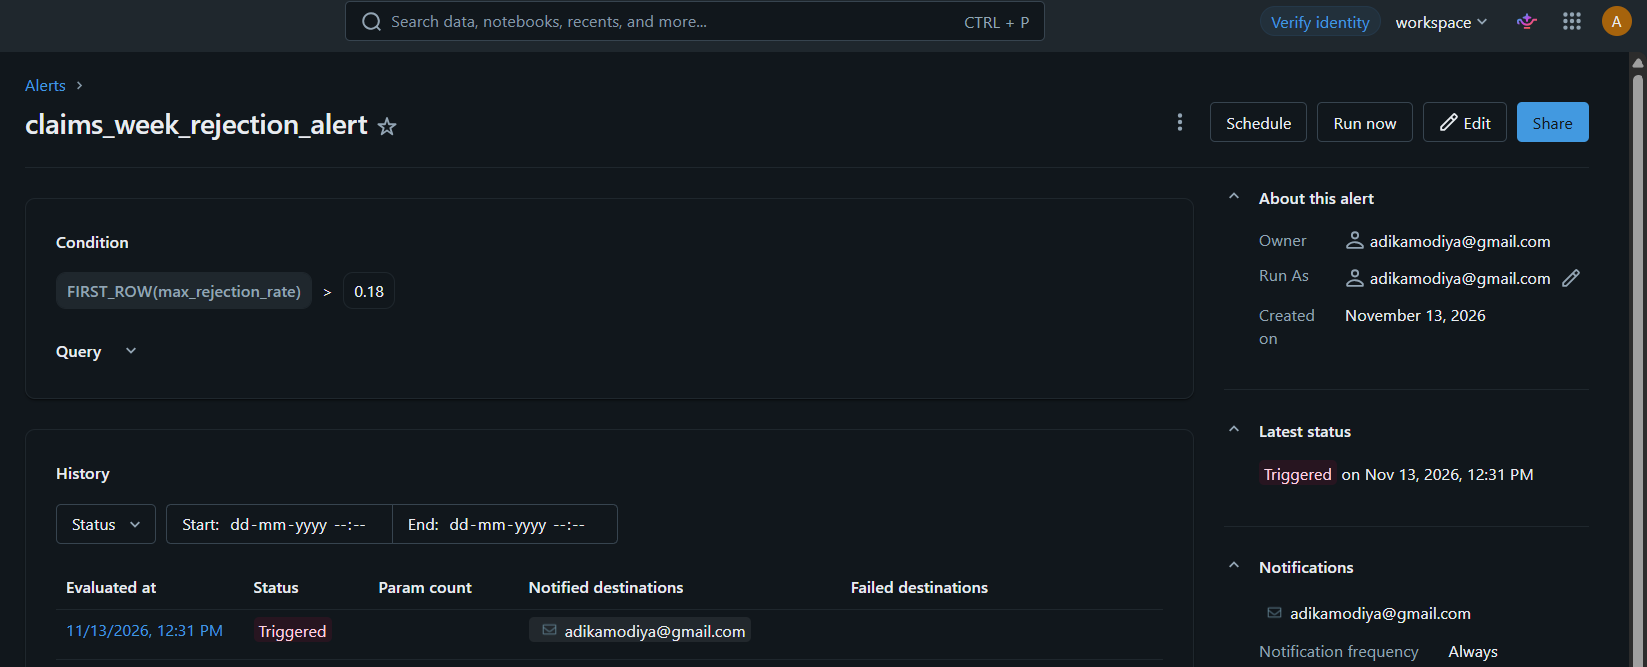 Search data, notebooks, recents, and more... CTRL + P
Verify identity workspace A
Alerts
claims_week_rejection_alert
Schedule Run now Edit Share
Condition
FIRST_ROW(max_rejection_rate) > 0.18
Query
History
Status Start: dd-mm-yyyy --:-- End: dd-mm-yyyy --:--
Evaluated at Status Param count Notified destinations Failed destinations
11/13/2026, 12:31 PM Triggered adikamodiya@gmail.com
About this alert
Owner adikamodiya@gmail.com
Run As adikamodiya@gmail.com
Created on November 13, 2026
Latest status
Triggered on Nov 13, 2026, 12:31 PM
Notifications
adikamodiya@gmail.com
Notification frequency Always